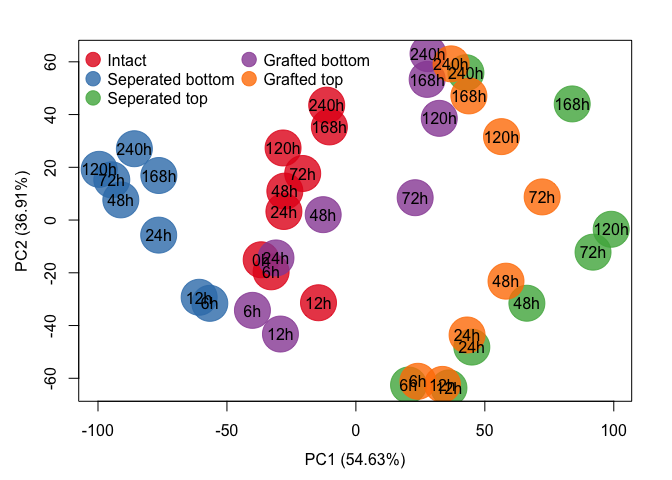 Intact
Grafted bottom
Seperated bottom
Grafted top
Seperated top
PC2 (36.91%)
60
40
20
0
-20
-40
-60
240h
240h
240h
168h
168h
168h
240h
168h
120h
120h
120h
240h
120h
168h
72h
72h
48h
24h
48h
72h
72h
120h
72h
48h
24h
24h
0h
6h
48h
12h
6h
12h
48h
6h
12h
24h
24h
6h
6h
12h
12h
-100
-50
0
50
100
PC1 (54.63%)